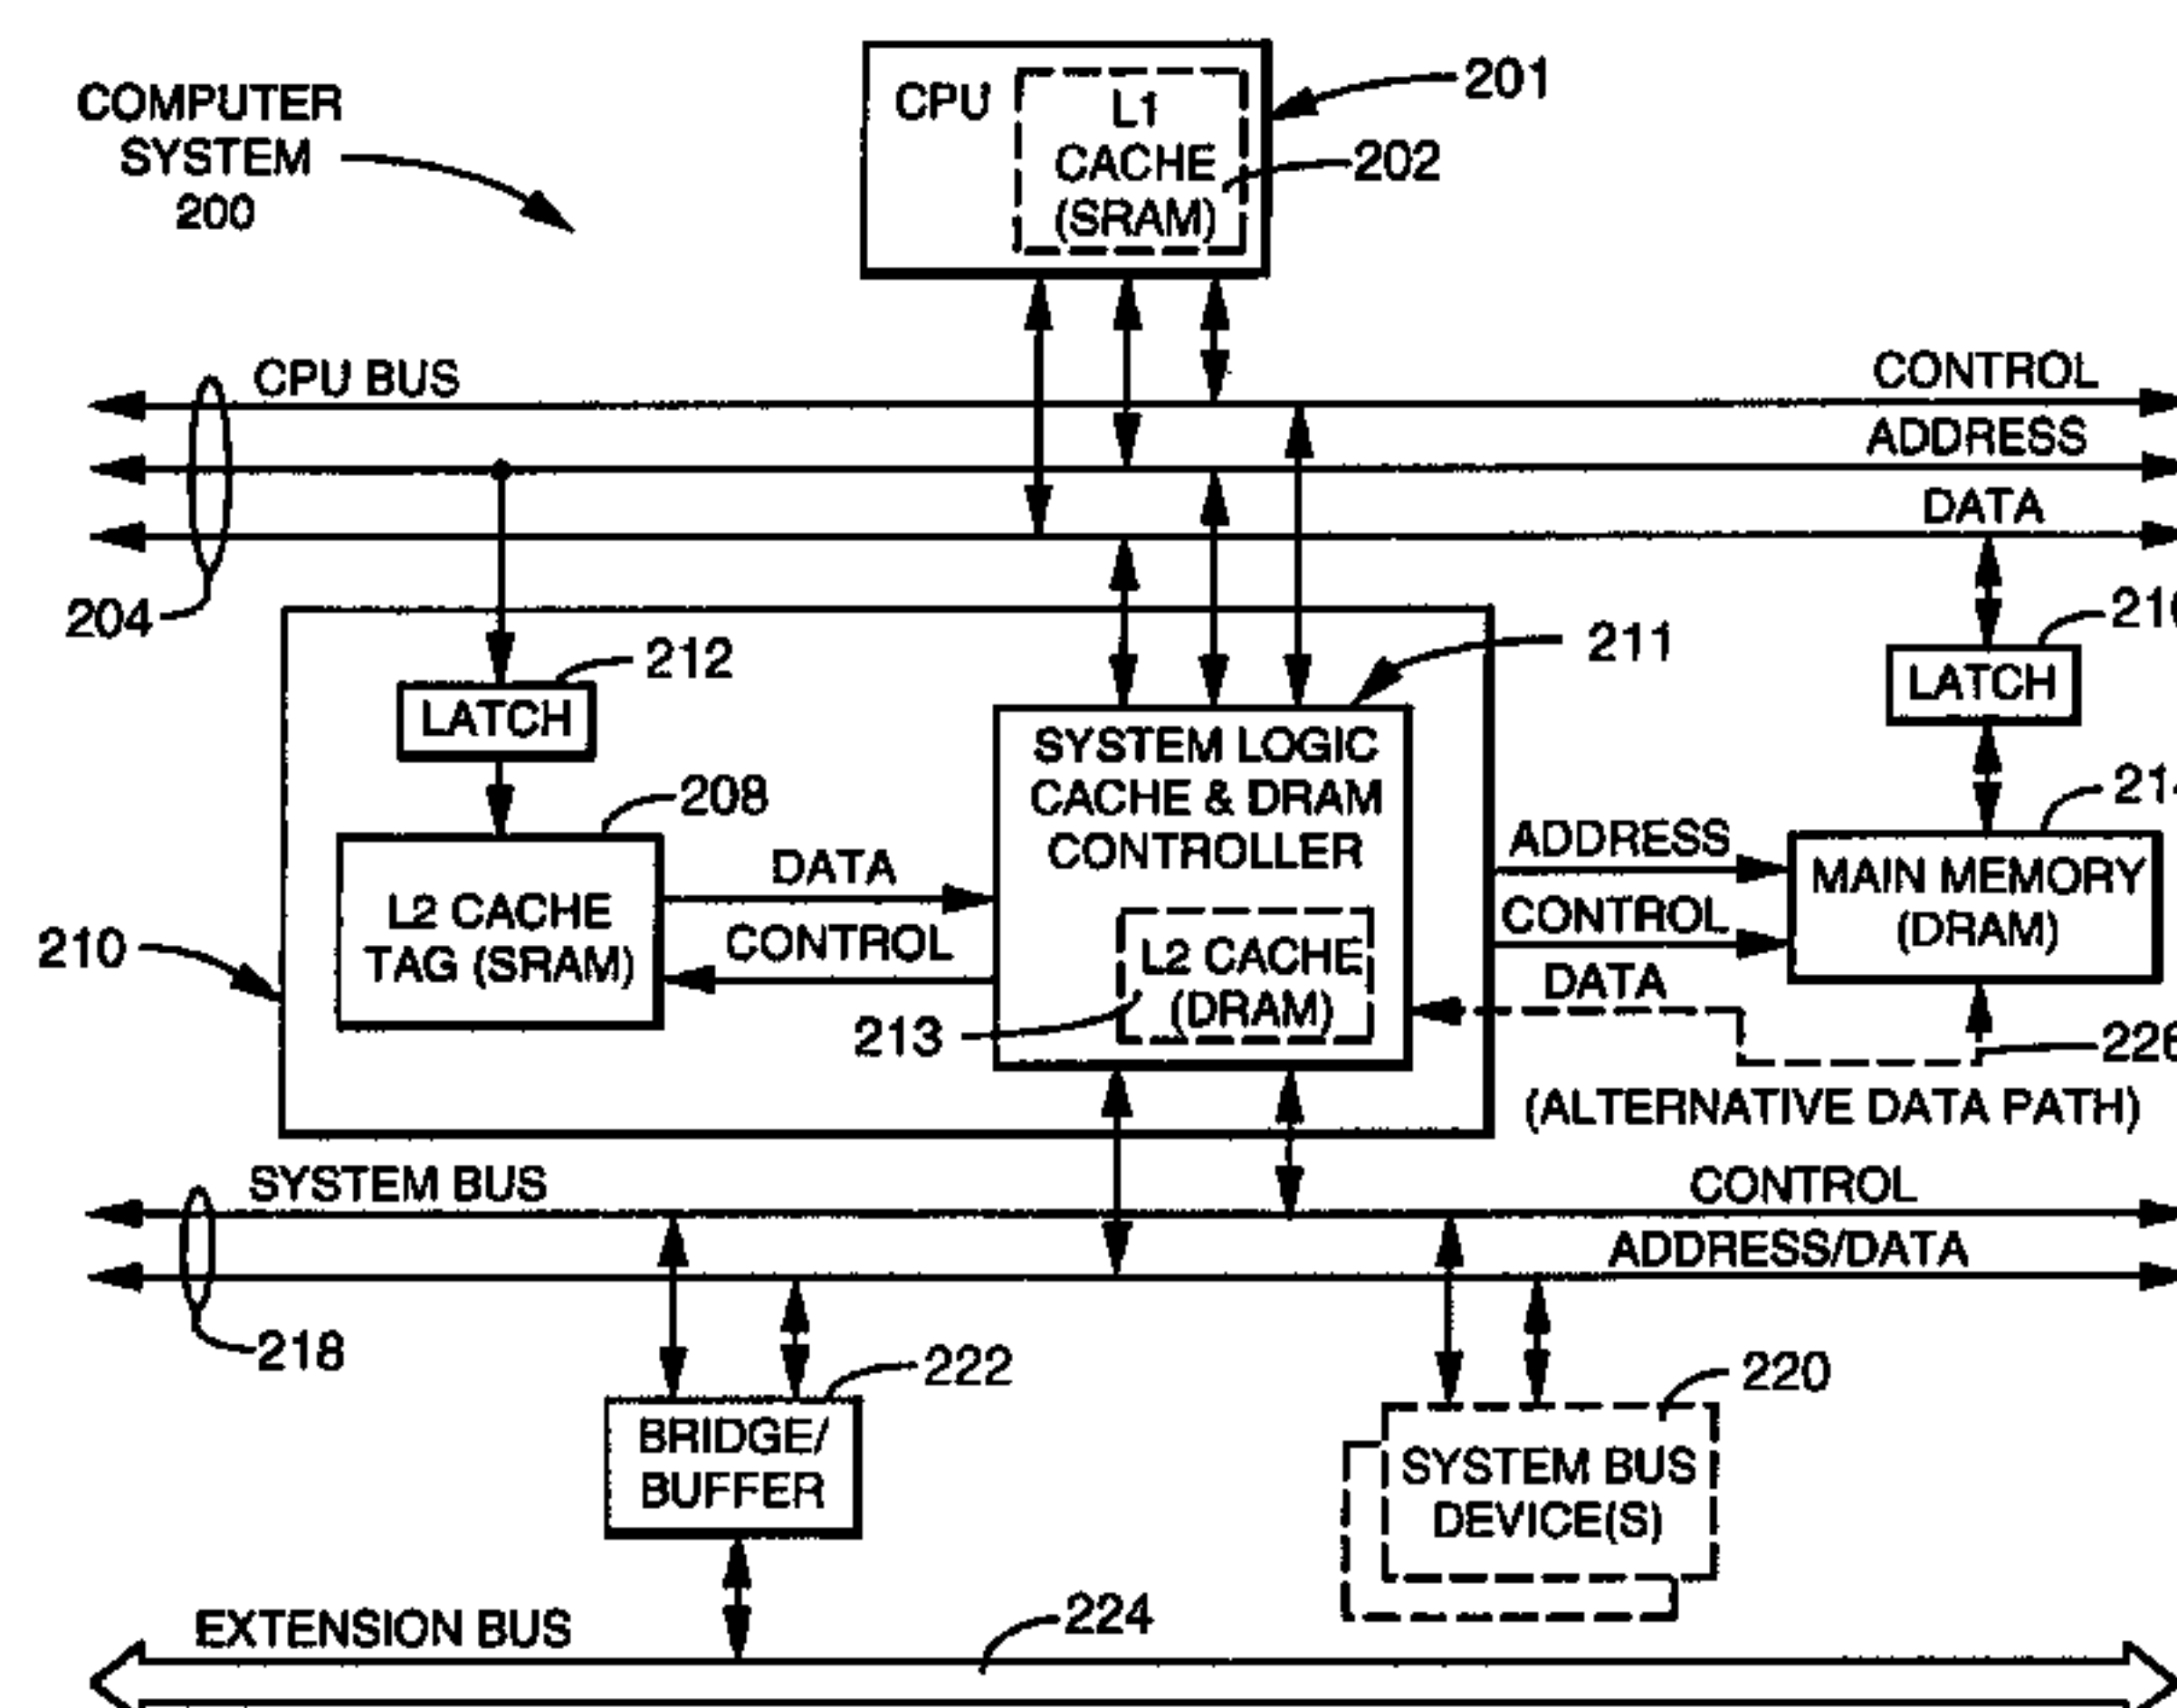 COMPUTER
SYSTEM
200
CPU
L1
CACHE
(SRAM)
201
202
CPU BUS
CONTROL
ADDRESS
DATA
204
212
LATCH
208
L2 CACHE
TAG (SRAM)
210
DATA
CONTROL
211
SYSTEM LOGIC
CACHE & DRAM
CONTROLLER
L2 CACHE
(DRAM)
213
LATCH
ADDRESS
CONTROL
DATA
MAIN MEMORY
(DRAM)
(ALTERNATIVE DATA PATH)
SYSTEM BUS
CONTROL
ADDRESS/DATA
218
222
BRIDGE/
BUFFER
220
SYSTEM BUS
DEVICE(S)
EXTENSION BUS
224